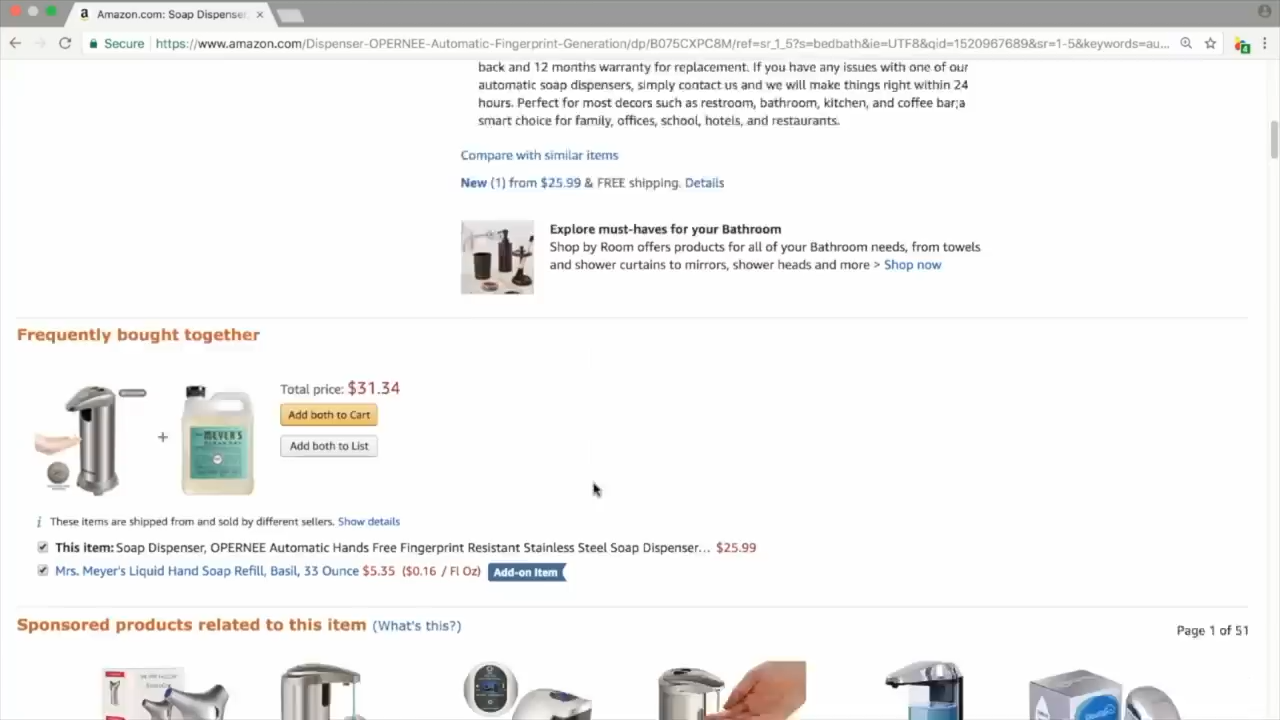 Amazon.com: Soap Dispenser
Secure
https://www.amazon.com/Dispenser-OPERNEE-Automatic-Fingerprint-Generation/dp/B075CXPC8M/ref=sr_1_5?s=bedbath&ie=UTF8&qid=1520967689&sr=1-5&keywords=au...
back and 12 months warranty for replacement. If you have any issues with one of our
automatic soap dispensers, simply contact us and we will make things right within 24
hours. Perfect for most decors such as restroom, bathroom, kitchen, and coffee bar;a
smart choice for family, offices, school, hotels, and restaurants.
Compare with similar items
New (1) from $25.99 & FREE shipping. Details
Explore must-haves for your Bathroom
Shop by Room offers products for all of your Bathroom needs, from towels
and shower curtains to mirrors, shower heads and more > Shop now
Frequently bought together
Total price: $31.34
Add both to Cart
Add both to List
+
MEYER'S
i These items are shipped from and sold by different sellers. Show details
This item: Soap Dispenser, OPERNEE Automatic Hands Free Fingerprint Resistant Stainless Steel Soap Dispenser... $25.99
Mrs. Meyer's Liquid Hand Soap Refill, Basil, 33 Ounce $5.35 ($0.16 / Fl Oz) Add-on Item
Sponsored products related to this item (What's this?)
Page 1 of 51